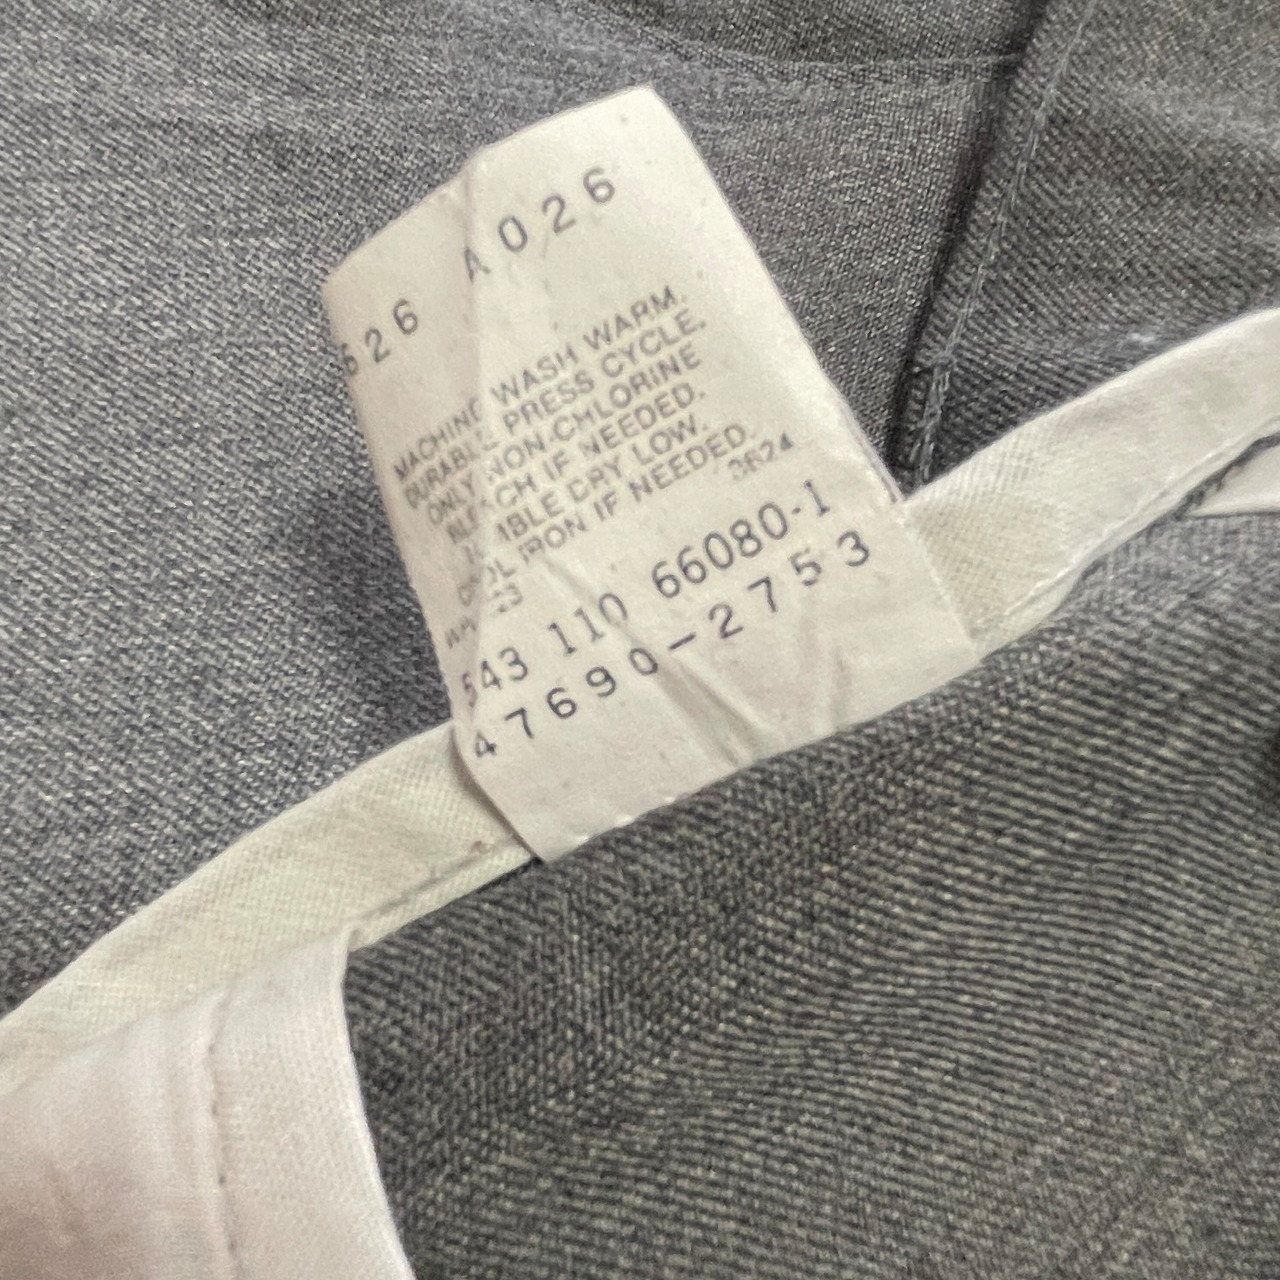 626 A026
MACHINE WASH WARM.
DURABLE PRESS CYCLE.
ONLY NON-CHLORINE
BLEACH IF NEEDED.
TUMBLE DRY LOW.
COOL IRON IF NEEDED.
3624
543 110 66080-1
47690-2753